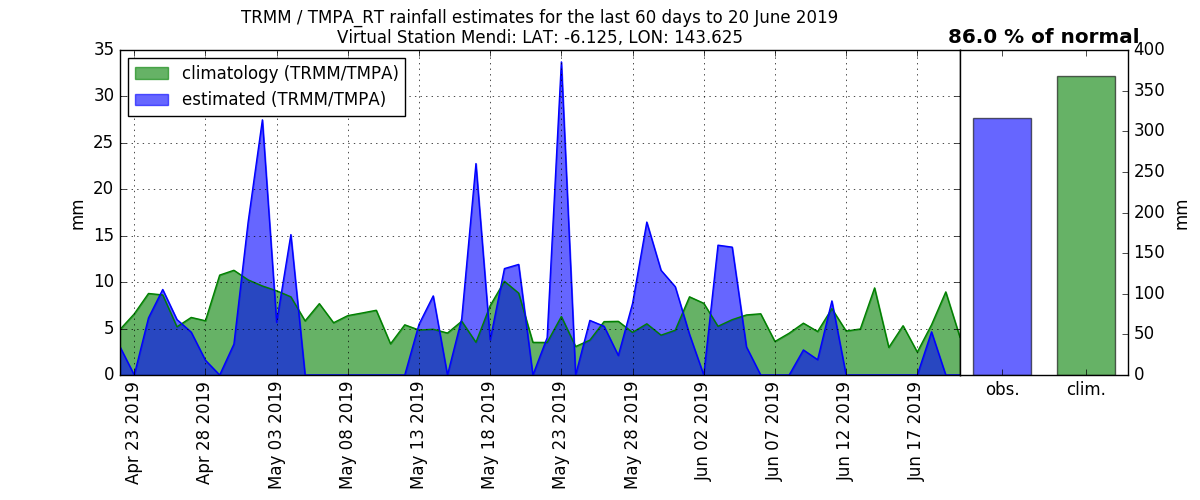 TRMM / TMPA_RT rainfall estimates for the last 60 days to 20 June 2019
Virtual Station Mendi: LAT: -6.125, LON: 143.625
86.0 % of normal
climatology (TRMM/TMPA)
estimated (TRMM/TMPA)
mm
35
30
25
20
15
10
5
0
Apr 23 2019
Apr 28 2019
May 03 2019
May 08 2019
May 13 2019
May 18 2019
May 23 2019
May 28 2019
Jun 02 2019
Jun 07 2019
Jun 12 2019
Jun 17 2019
obs.
clim.
400
350
300
250
200
150
100
50
0
mm